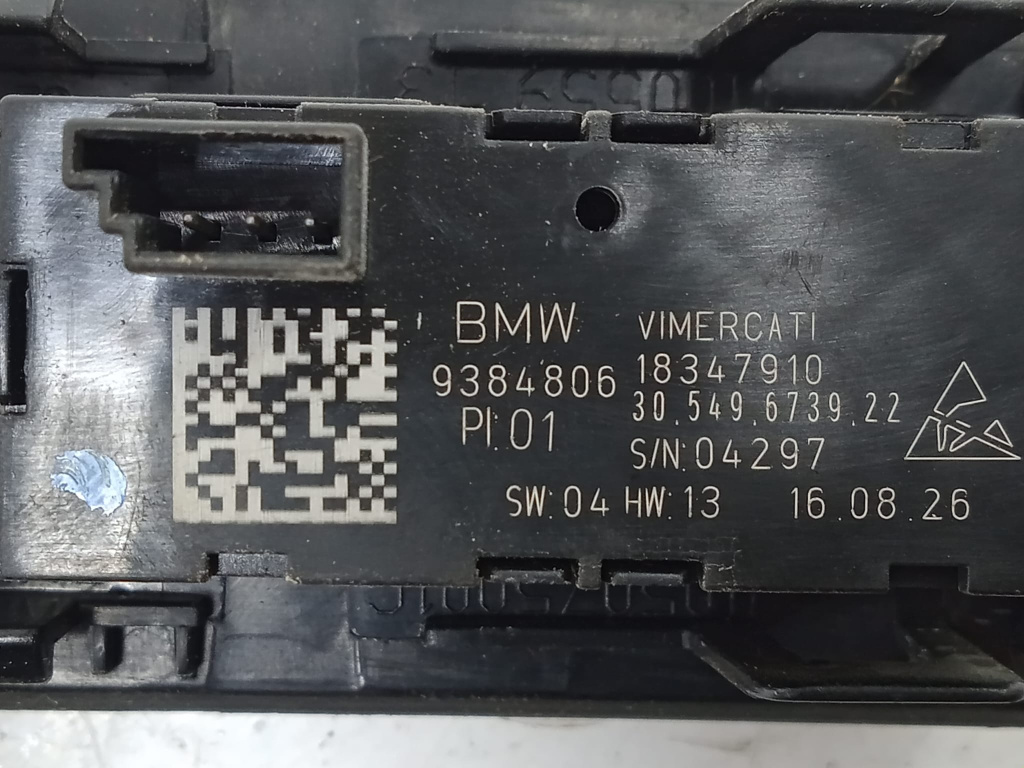 BMW
9384806
PI:01
VIMERCATI
18347910
30.549.6739.22
S/N:04297
SW:04 HW:13 16.08.26